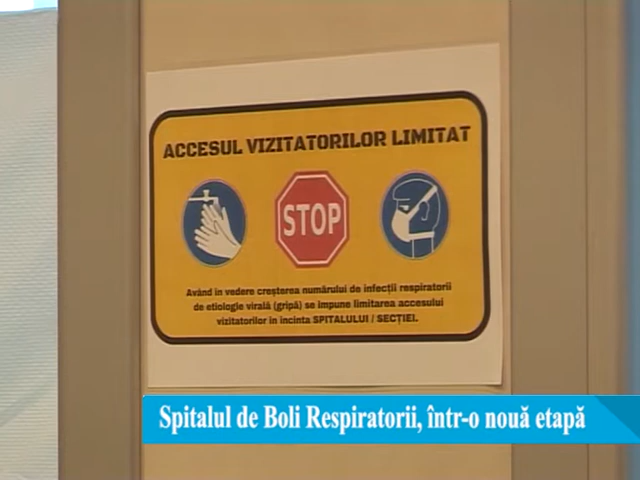 ACCESUL VIZITATORILOR LIMITAT
STOP
Având în vedere creșterea numărului de infecții respiratorii
de etiologie virală (gripă) se impune limitarea accesului
vizitatorilor în incinta SPITALULUI / SECȚIEI.
Spitalul de Boli Respiratorii, într-o nouă etapă